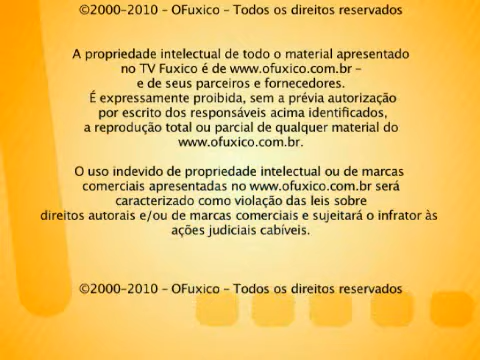 ©2000-2010 - OFuxico - Todos os direitos reservados
A propriedade intelectual de todo o material apresentado
no TV Fuxico é de www.ofuxico.com.br -
e de seus parceiros e fornecedores.
É expressamente proibida, sem a prévia autorização
por escrito dos responsáveis acima identificados,
a reprodução total ou parcial de qualquer material do
www.ofuxico.com.br.
O uso indevido de propriedade intelectual ou de marcas
comerciais apresentadas no www.ofuxico.com.br será
caracterizado como violação das leis sobre
direitos autorais e/ou de marcas comerciais e sujeitará o infrator às
ações judiciais cabíveis.
©2000-2010 - OFuxico - Todos os direitos reservados